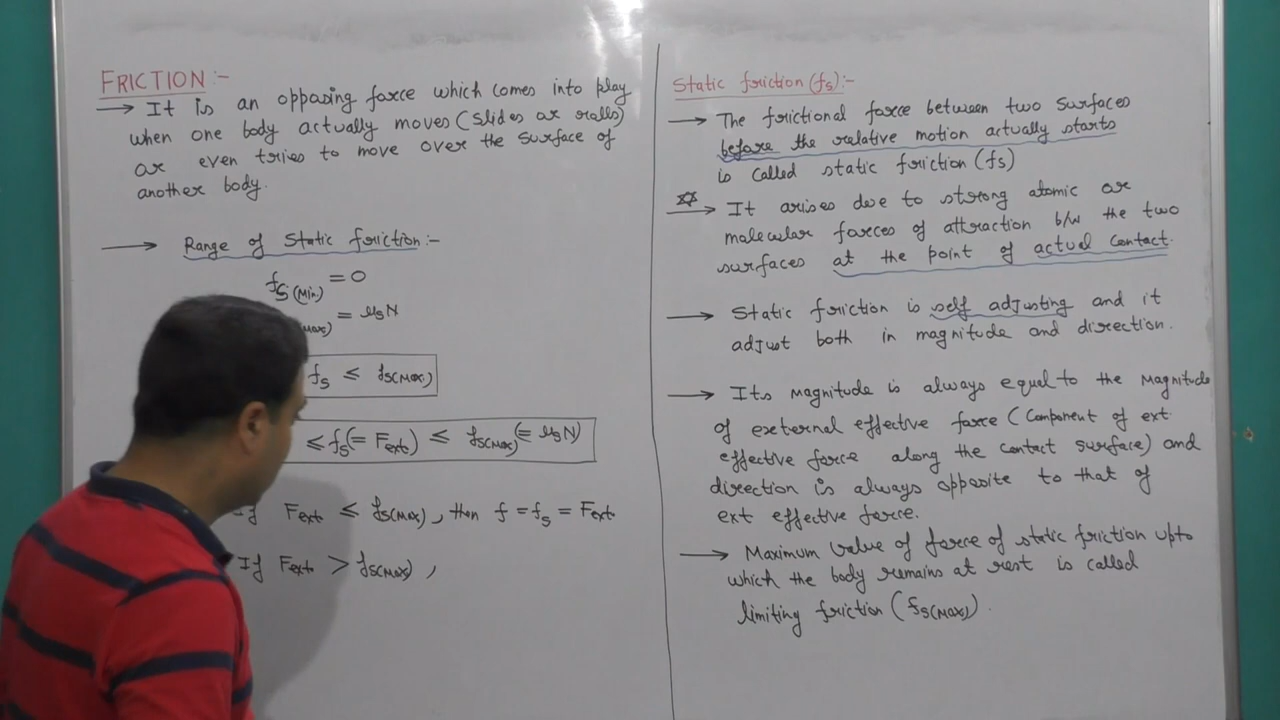 FRICTION:-
→ It is an opposing force which comes into play
when one body actually moves (slides or rolls)
or even tries to move over the surface of
another body.
→ Range of Static friction:-
fs(Min.) = 0
(Max) = μsN
fs ≤ fs(Max)
≤ fs(= Fext) ≤ fs(Max)(= μsN)
If Fext ≤ fs(Max), then f = fs = Fext
If Fext > fs(Max),
Static friction (fs):-
→ The frictional force between two surfaces
before the relative motion actually starts
is called static friction (fs)
→ It arises due to strong atomic or
molecular forces of attraction b/w the two
surfaces at the point of actual contact.
→ Static friction is self adjusting and it
adjust both in magnitude and direction.
→ Its magnitude is always equal to the magnitude
of external effective force (Component of ext
effective force along the contact surface) and
direction is always opposite to that of
ext effective force.
→ Maximum value of force of static friction upto
which the body remains at rest is called
limiting friction (fs(Max)).